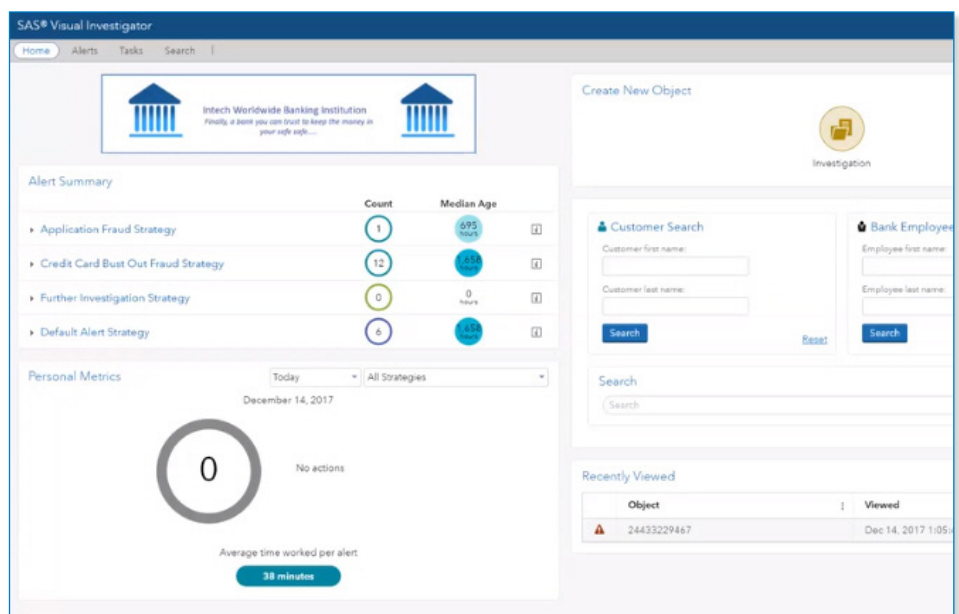 SAS® Visual Investigator
Home Alerts Tasks Search
Intech Worldwide Banking Institution
Finally, a bank you can trust to keep the money in
your safe safe....
Alert Summary
Count Median Age
Application Fraud Strategy 1 695 hours
Credit Card Bust Out Fraud Strategy 12 1,658 hours
Further Investigation Strategy 0 0 hours
Default Alert Strategy 6 1,658 hours
Personal Metrics Today All Strategies
December 14, 2017
0 No actions
Average time worked per alert
38 minutes
Create New Object
Investigation
Customer Search
Customer first name:
Customer last name:
Search Reset
Bank Employee
Employee first name:
Employee last name:
Search
Search
Search
Recently Viewed
Object Viewed
24433229467 Dec 14, 2017 1:05: